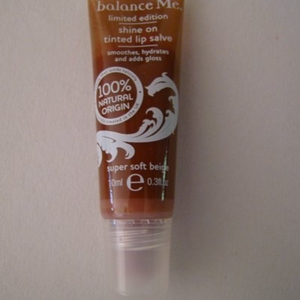 balance Me.
limited edition
shine on
tinted lip salve
smoothes, hydrates
and adds gloss
100%
NATURAL
ORIGIN
super soft beige
10ml e 0.3fl.oz